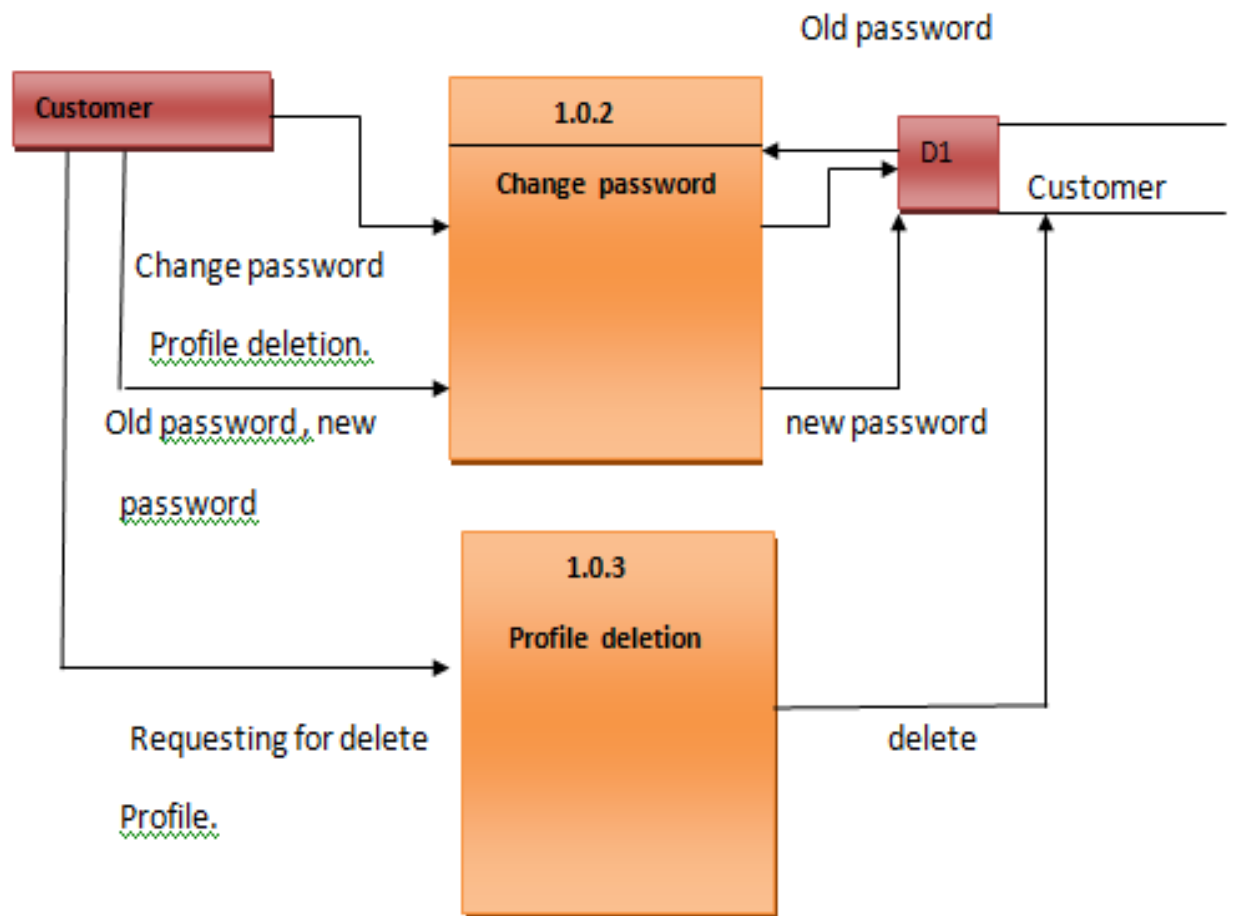 Old password
Customer
1.0.2
D1
Change password
Customer
Change password
Profile deletion.
Old password , new
password
new password
1.0.3
Profile deletion
Requesting for delete
Profile.
delete